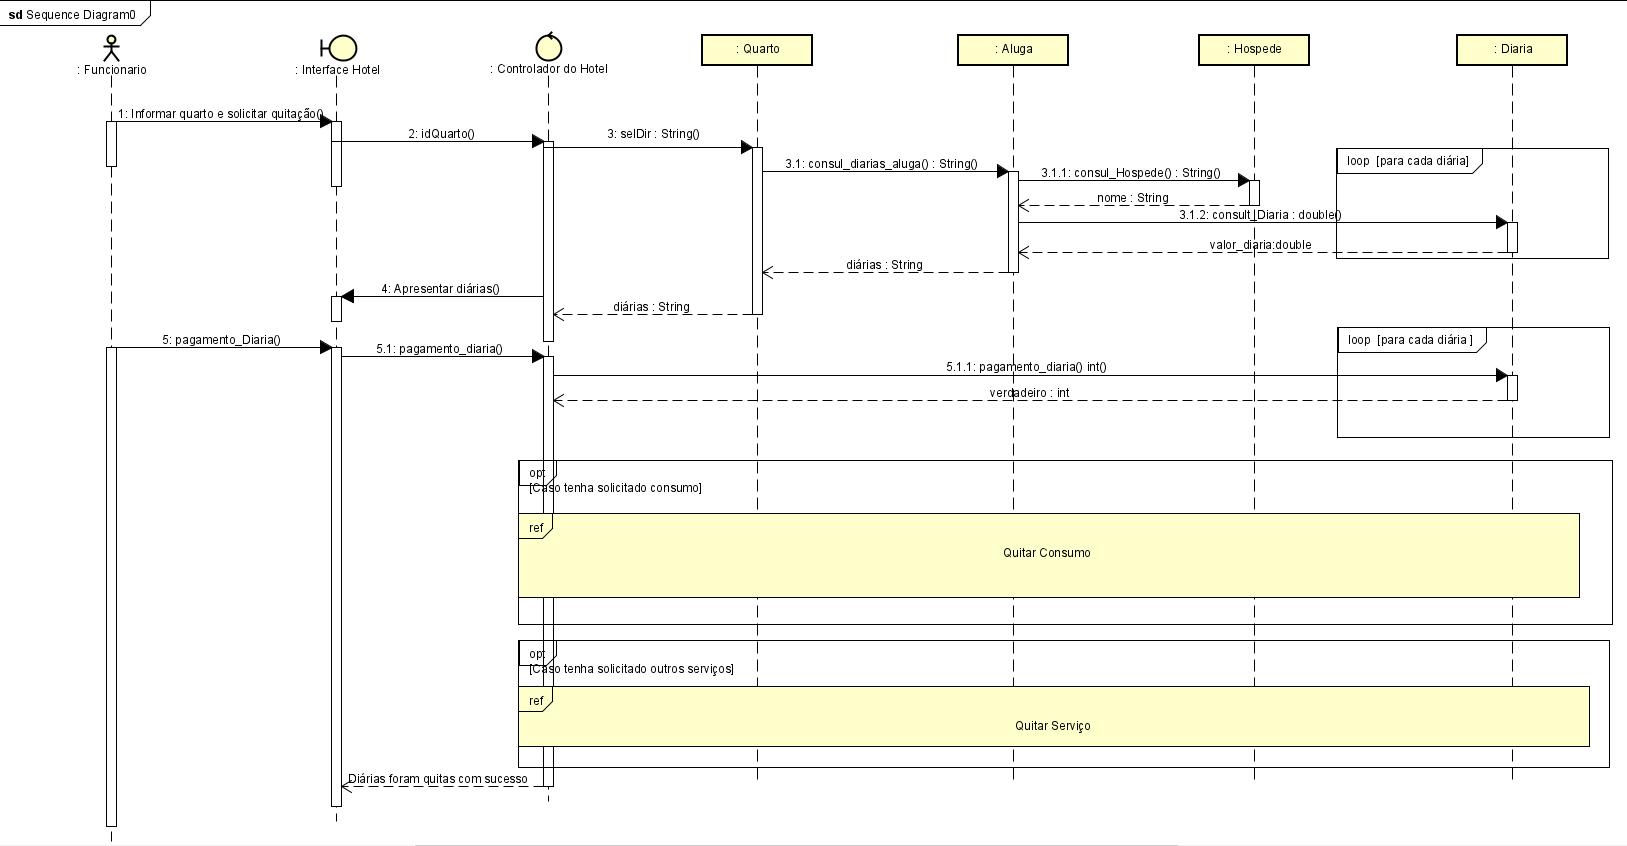 sd Sequence Diagram0
: Funcionario
: Interface Hotel
: Controlador do Hotel
: Quarto
: Aluga
: Hospede
: Diaria
1: Informar quarto e solicitar quitação()
2: idQuarto()
3: selDir : String()
3.1: consul_diarias_aluga() : String()
3.1.1: consul_Hospede() : String()
loop [para cada diária]
nome : String
3.1.2: consult_Diaria : double()
valor_diaria:double
diárias : String
4: Apresentar diárias()
diárias : String
5: pagamento_Diaria()
5.1: pagamento_diaria()
loop [para cada diária ]
5.1.1: pagamento_diaria() int()
verdadeiro : int
opt
[Caso tenha solicitado consumo]
ref
Quitar Consumo
opt
[Caso tenha solicitado outros serviços]
ref
Quitar Serviço
Diárias foram quitas com sucesso